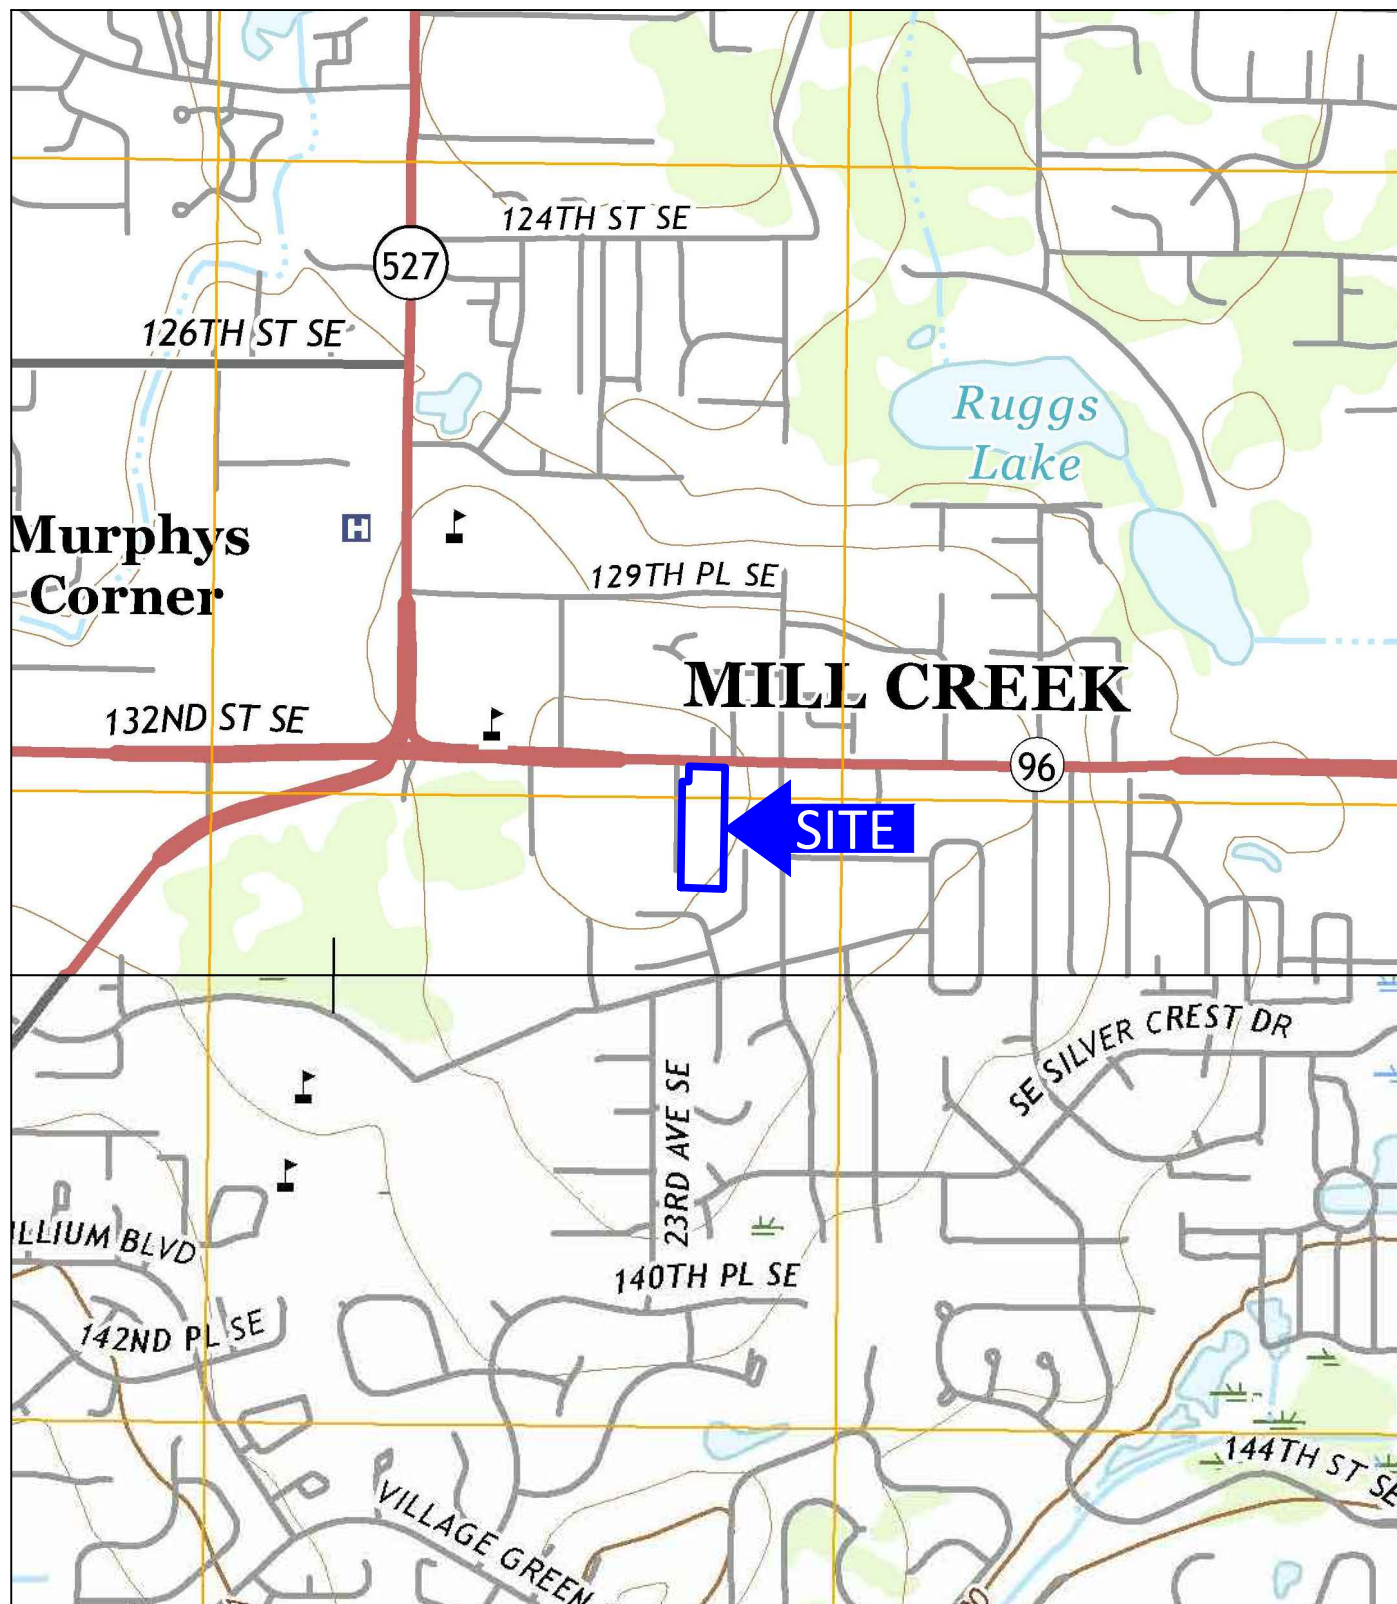 124TH ST SE
527
126TH ST SE
Ruggs
Lake
H
Murphys
Corner
129TH PL SE
MILL CREEK
132ND ST SE
96
SITE
SE SILVER CREST DR
23RD AVE SE
ILLIUM BLVD
140TH PL SE
142ND PL SE
144TH ST SE
VILLAGE GREEN